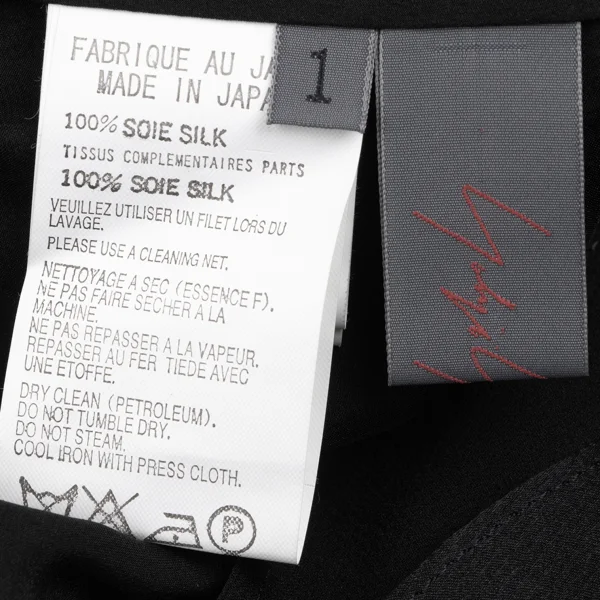 FABRIQUE AU JA
MADE IN JAPA
1
100% SOIE SILK
TISSUS COMPLEMENTAIRES PARTS
100% SOIE SILK
VEUILLEZ UTILISER UN FILET LORS DU
LAVAGE.
PLEASE USE A CLEANING NET.
NETTOYAGE A SEC (ESSENCE F).
NE PAS FAIRE SECHER A LA
MACHINE.
NE PAS REPASSER A LA VAPEUR.
REPASSER AU FER TIEDE AVEC
UNE ETOFFE.
DRY CLEAN (PETROLEUM).
DO NOT TUMBLE DRY.
DO NOT STEAM.
COOL IRON WITH PRESS CLOTH.
P